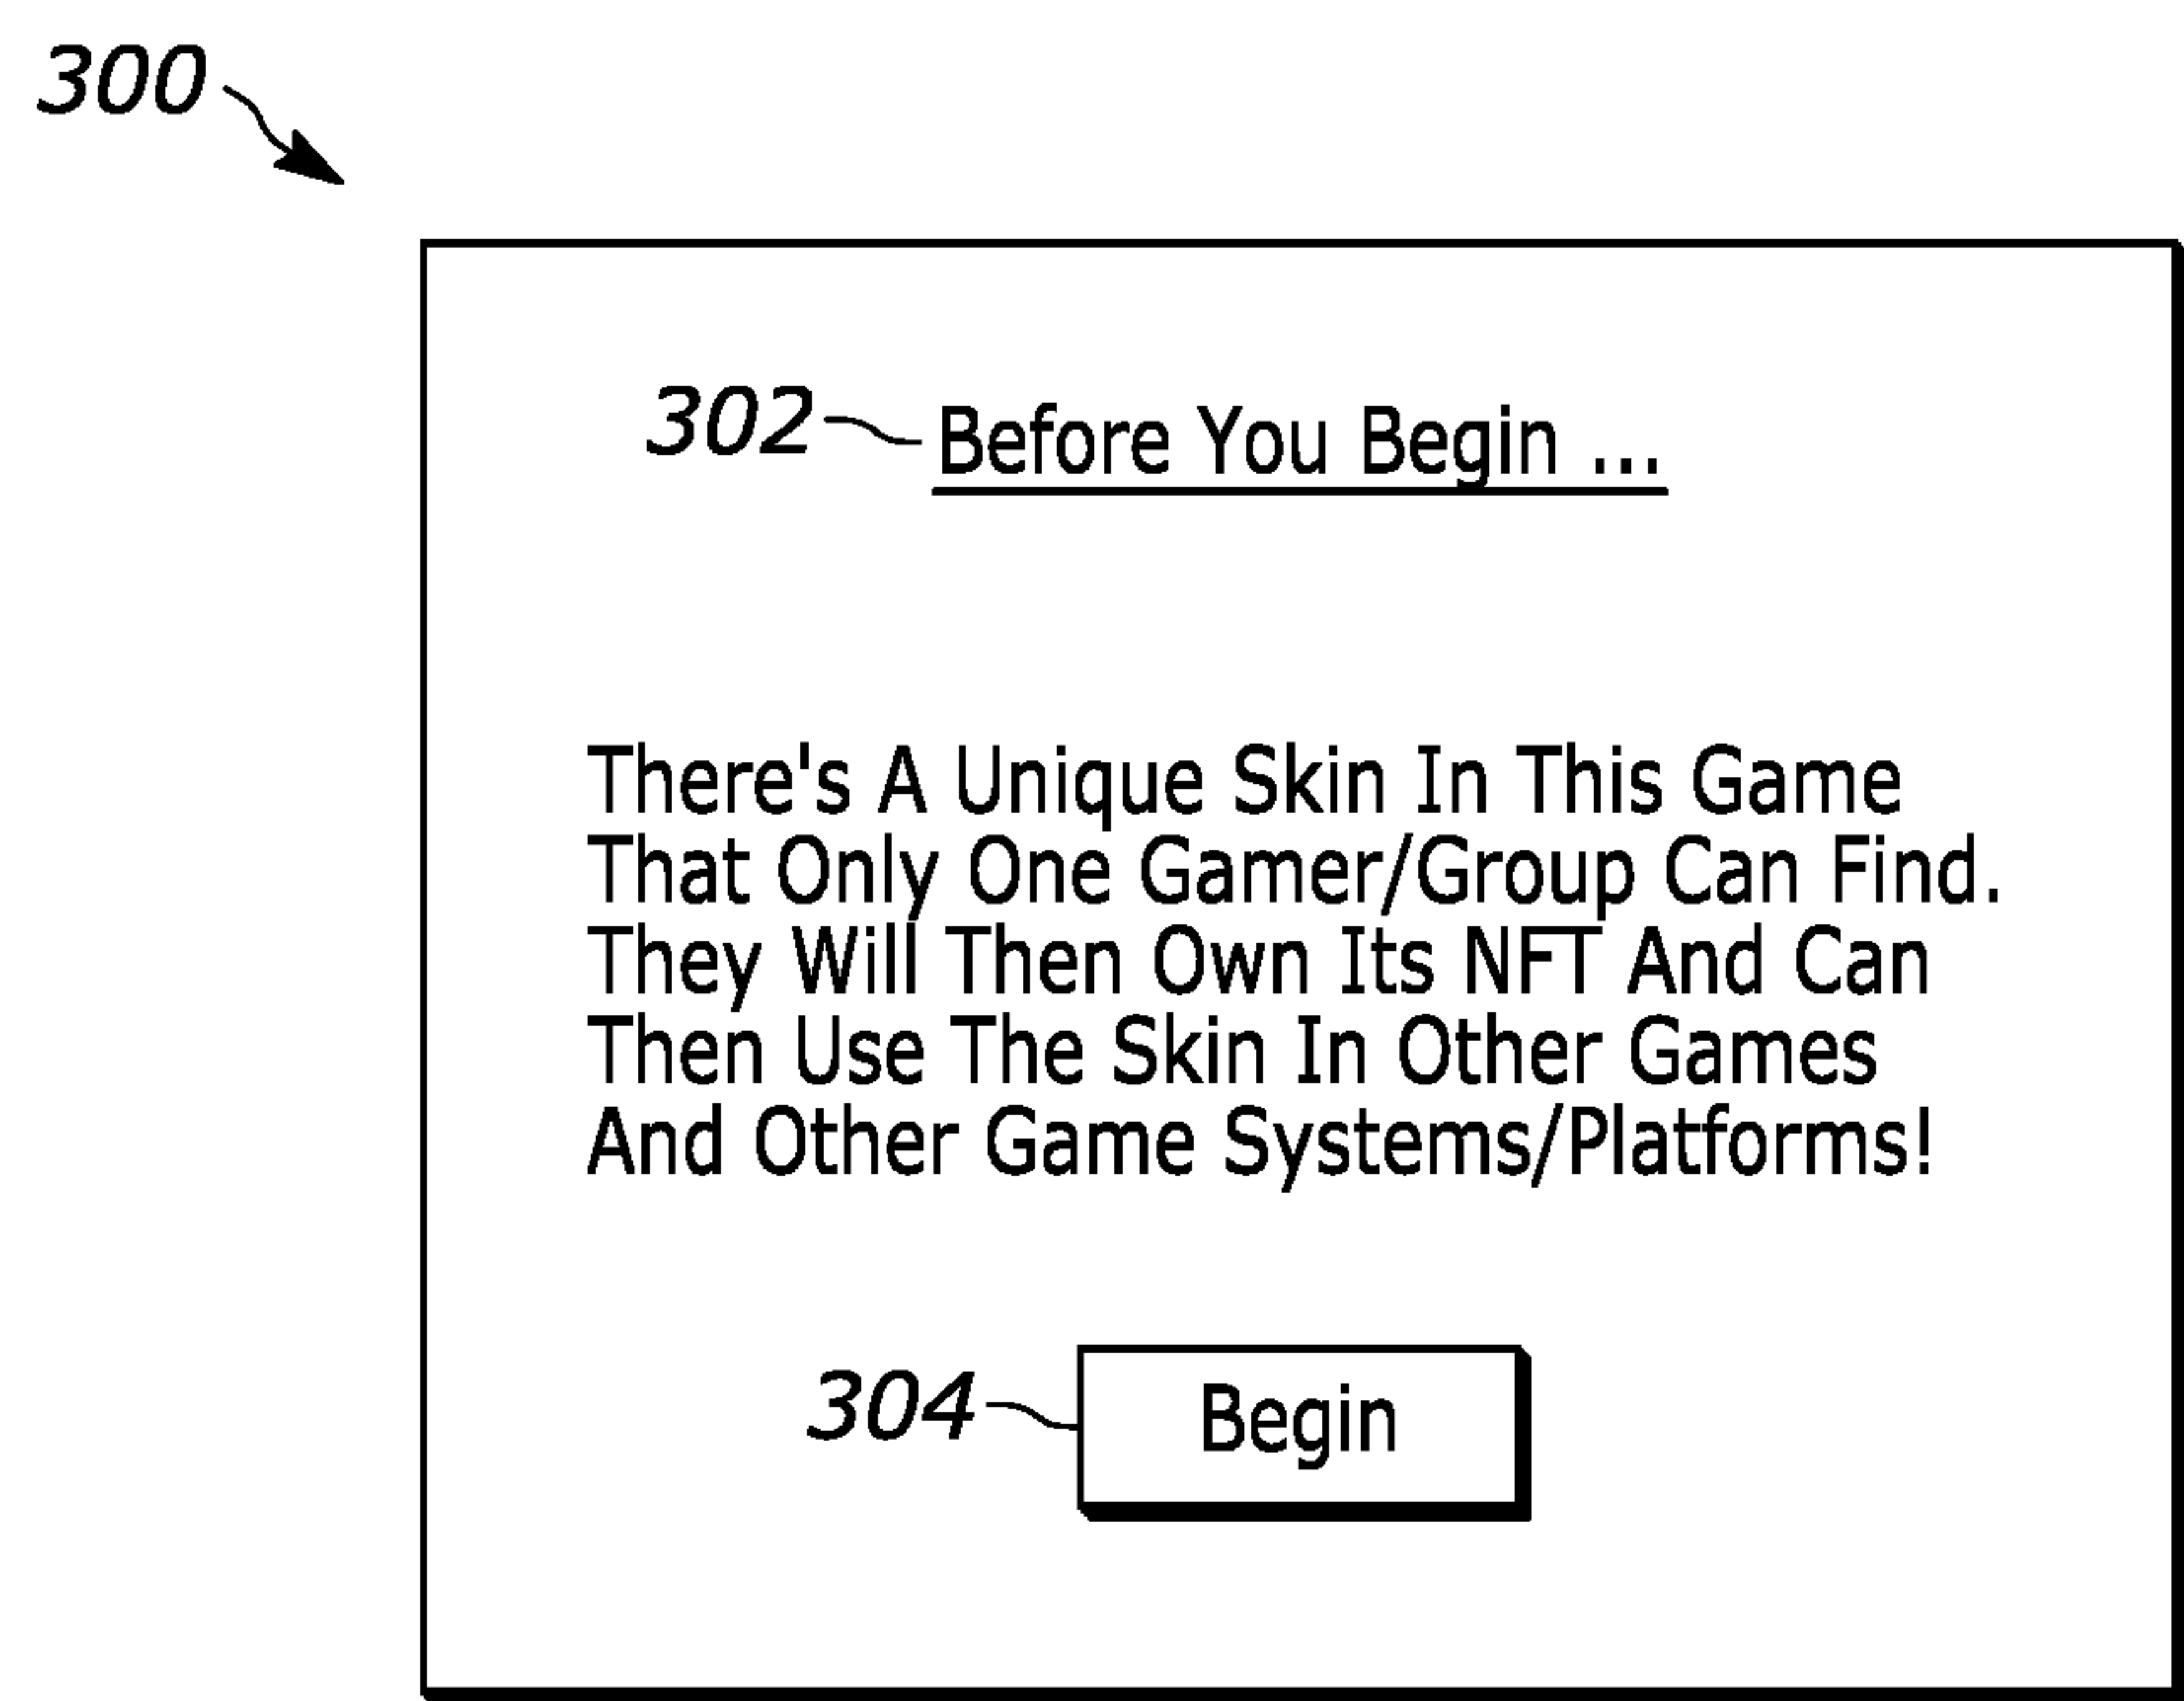 300
302 Before You Begin ...
There's A Unique Skin In This Game
That Only One Gamer/Group Can Find.
They Will Then Own Its NFT And Can
Then Use The Skin In Other Games
And Other Game Systems/Platforms!
304 Begin